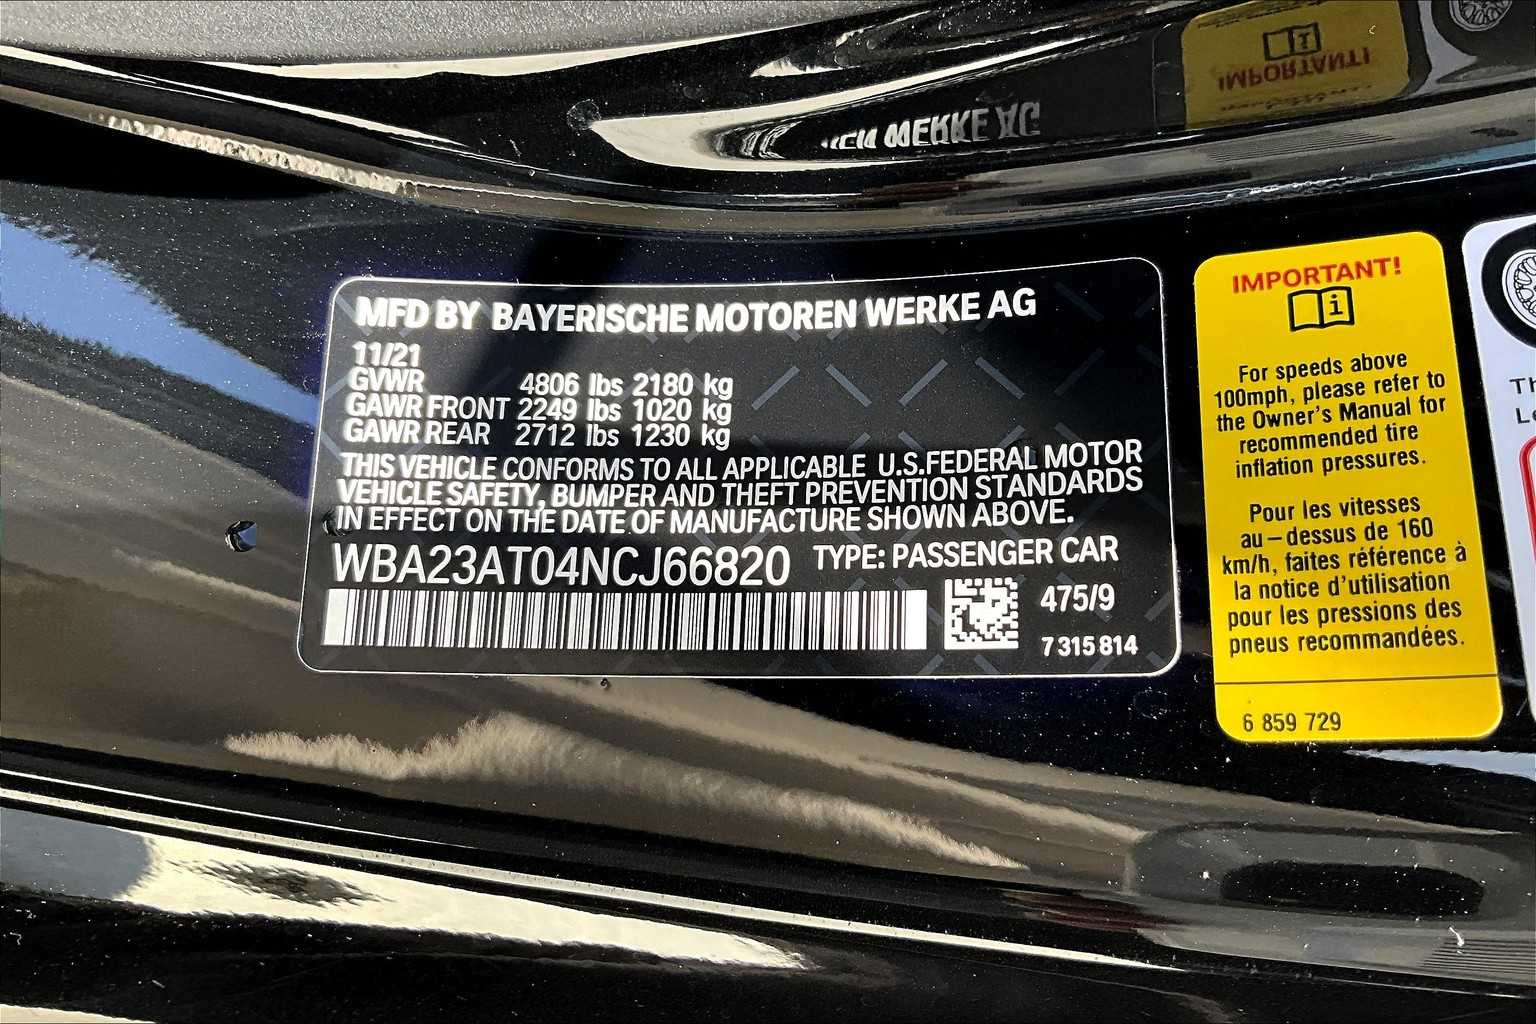 IMPORTANT!
WERKE AG
MFD BY BAYERISCHE MOTOREN WERKE AG
11/21
GVWR 4806 lbs 2180 kg
GAWR FRONT 2249 lbs 1020 kg
GAWR REAR 2712 lbs 1230 kg
THIS VEHICLE CONFORMS TO ALL APPLICABLE U.S.FEDERAL MOTOR
VEHICLE SAFETY, BUMPER AND THEFT PREVENTION STANDARDS
IN EFFECT ON THE DATE OF MANUFACTURE SHOWN ABOVE.
WBA23AT04NCJ66820 TYPE: PASSENGER CAR
475/9
7 315 814
IMPORTANT!
For speeds above
100mph, please refer to
the Owner's Manual for
recommended tire
inflation pressures.
Pour les vitesses
au-dessus de 160
km/h, faites référence à
la notice d'utilisation
pour les pressions des
pneus recommandées.
6 859 729